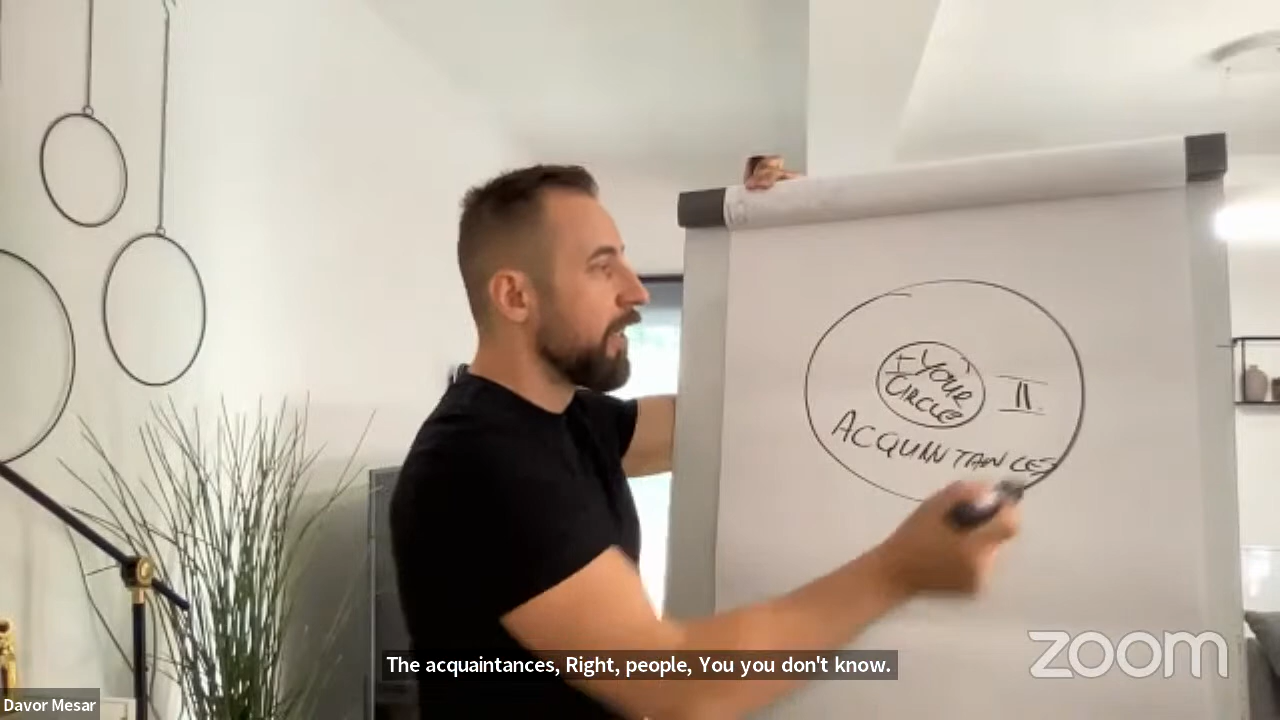 YOUR
CIRCLE
II.
ACQUINTANCES
zoom
The acquaintances, Right, people, You you don't know.
Davor Mesar